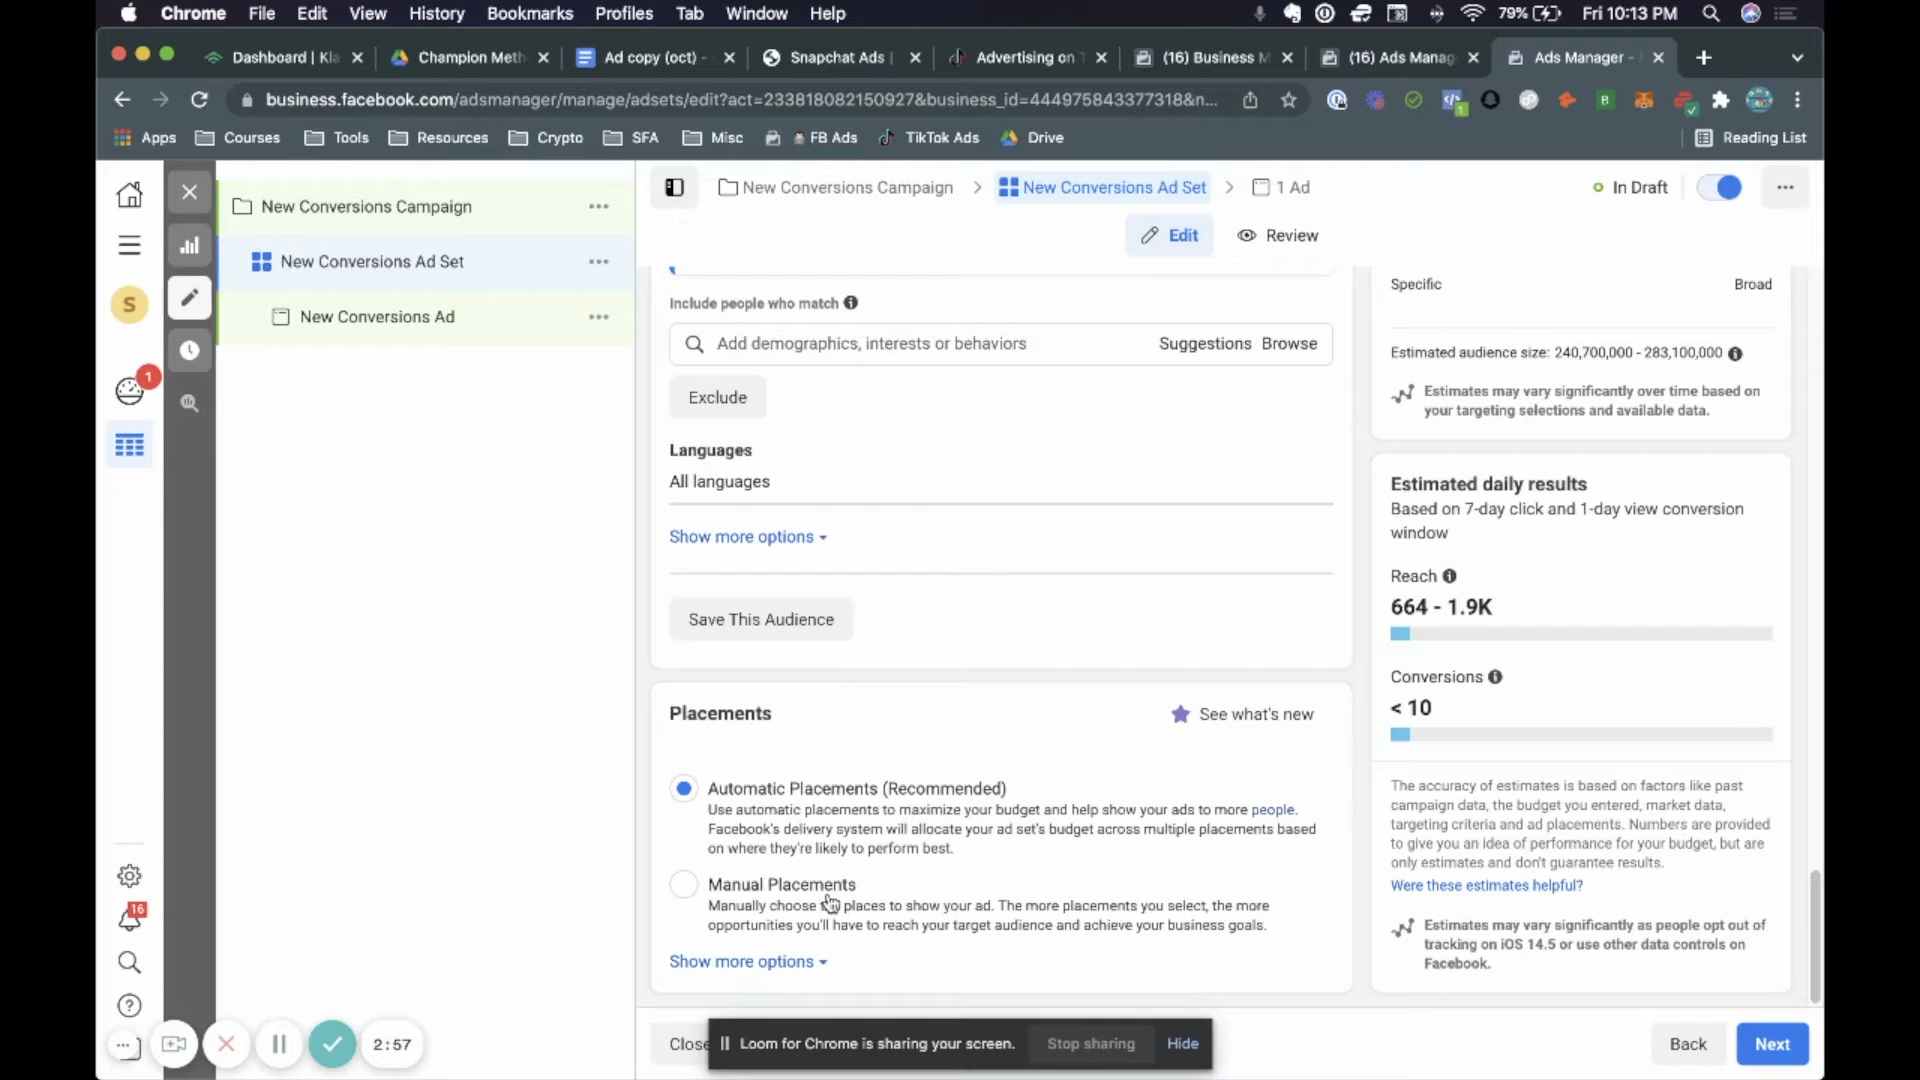 Chrome File Edit View History Bookmarks Profiles Tab Window Help
79% Fri 10:13 PM
Dashboard | Kla
Champion Meth
Ad copy (oct) -
Snapchat Ads |
Advertising on T
(16) Business M
(16) Ads Manag
Ads Manager -
business.facebook.com/adsmanager/manage/adsets/edit?act=233818082150927&business_id=444975843377318&n...
Apps Courses Tools Resources Crypto SFA Misc FB Ads TikTok Ads Drive
Reading List
S
1
16
New Conversions Campaign
New Conversions Ad Set
New Conversions Ad
New Conversions Campaign > New Conversions Ad Set > 1 Ad
In Draft
Edit
Review
Include people who match
Add demographics, interests or behaviors
Suggestions Browse
Exclude
Languages
All languages
Show more options
Save This Audience
Placements
See what's new
Automatic Placements (Recommended)
Use automatic placements to maximize your budget and help show your ads to more people.
Facebook's delivery system will allocate your ad set's budget across multiple placements based
on where they're likely to perform best.
Manual Placements
Manually choose places to show your ad. The more placements you select, the more
opportunities you'll have to reach your target audience and achieve your business goals.
Show more options
Specific
Broad
Estimated audience size: 240,700,000 - 283,100,000
Estimates may vary significantly over time based on
your targeting selections and available data.
Estimated daily results
Based on 7-day click and 1-day view conversion
window
Reach
664 - 1.9K
Conversions
< 10
The accuracy of estimates is based on factors like past
campaign data, the budget you entered, market data,
targeting criteria and ad placements. Numbers are provided
to give you an idea of performance for your budget, but are
only estimates and don't guarantee results.
Were these estimates helpful?
Estimates may vary significantly as people opt out of
tracking on iOS 14.5 or use other data controls on
Facebook.
2:57
Close
Loom for Chrome is sharing your screen.
Stop sharing
Hide
Back
Next